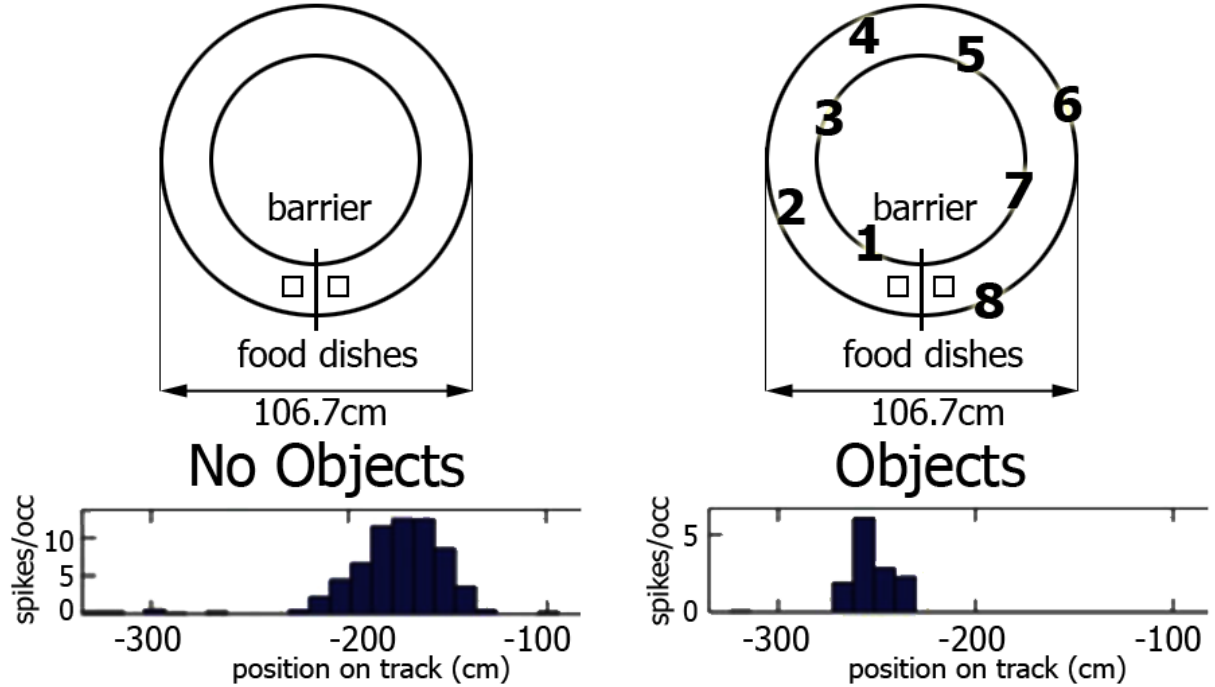 barrier
food dishes
106.7cm
No Objects
spikes/occ
10
5
0
-300
-200
-100
position on track (cm)
4
5
6
3
7
2
barrier
1
8
food dishes
106.7cm
Objects
spikes/occ
5
0
-300
-200
-100
position on track (cm)